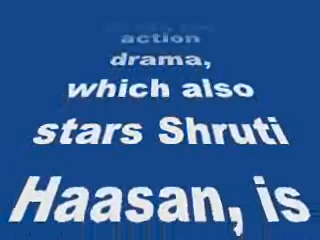 action
drama,
which also
stars Shruti
Haasan, is